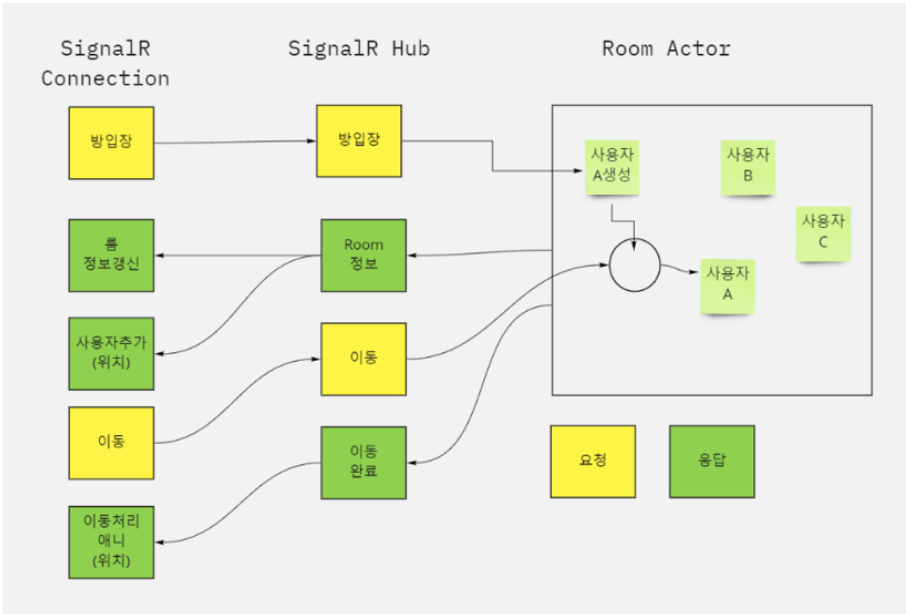 SignalR
Connection
SignalR Hub
Room Actor
방입장
방입장
사용자
A생성
사용자
B
사용자
C
룸
정보갱신
Room
정보
사용자
A
사용자추가
(위치)
이동
이동
이동
완료
요청
응답
이동처리
애니
(위치)